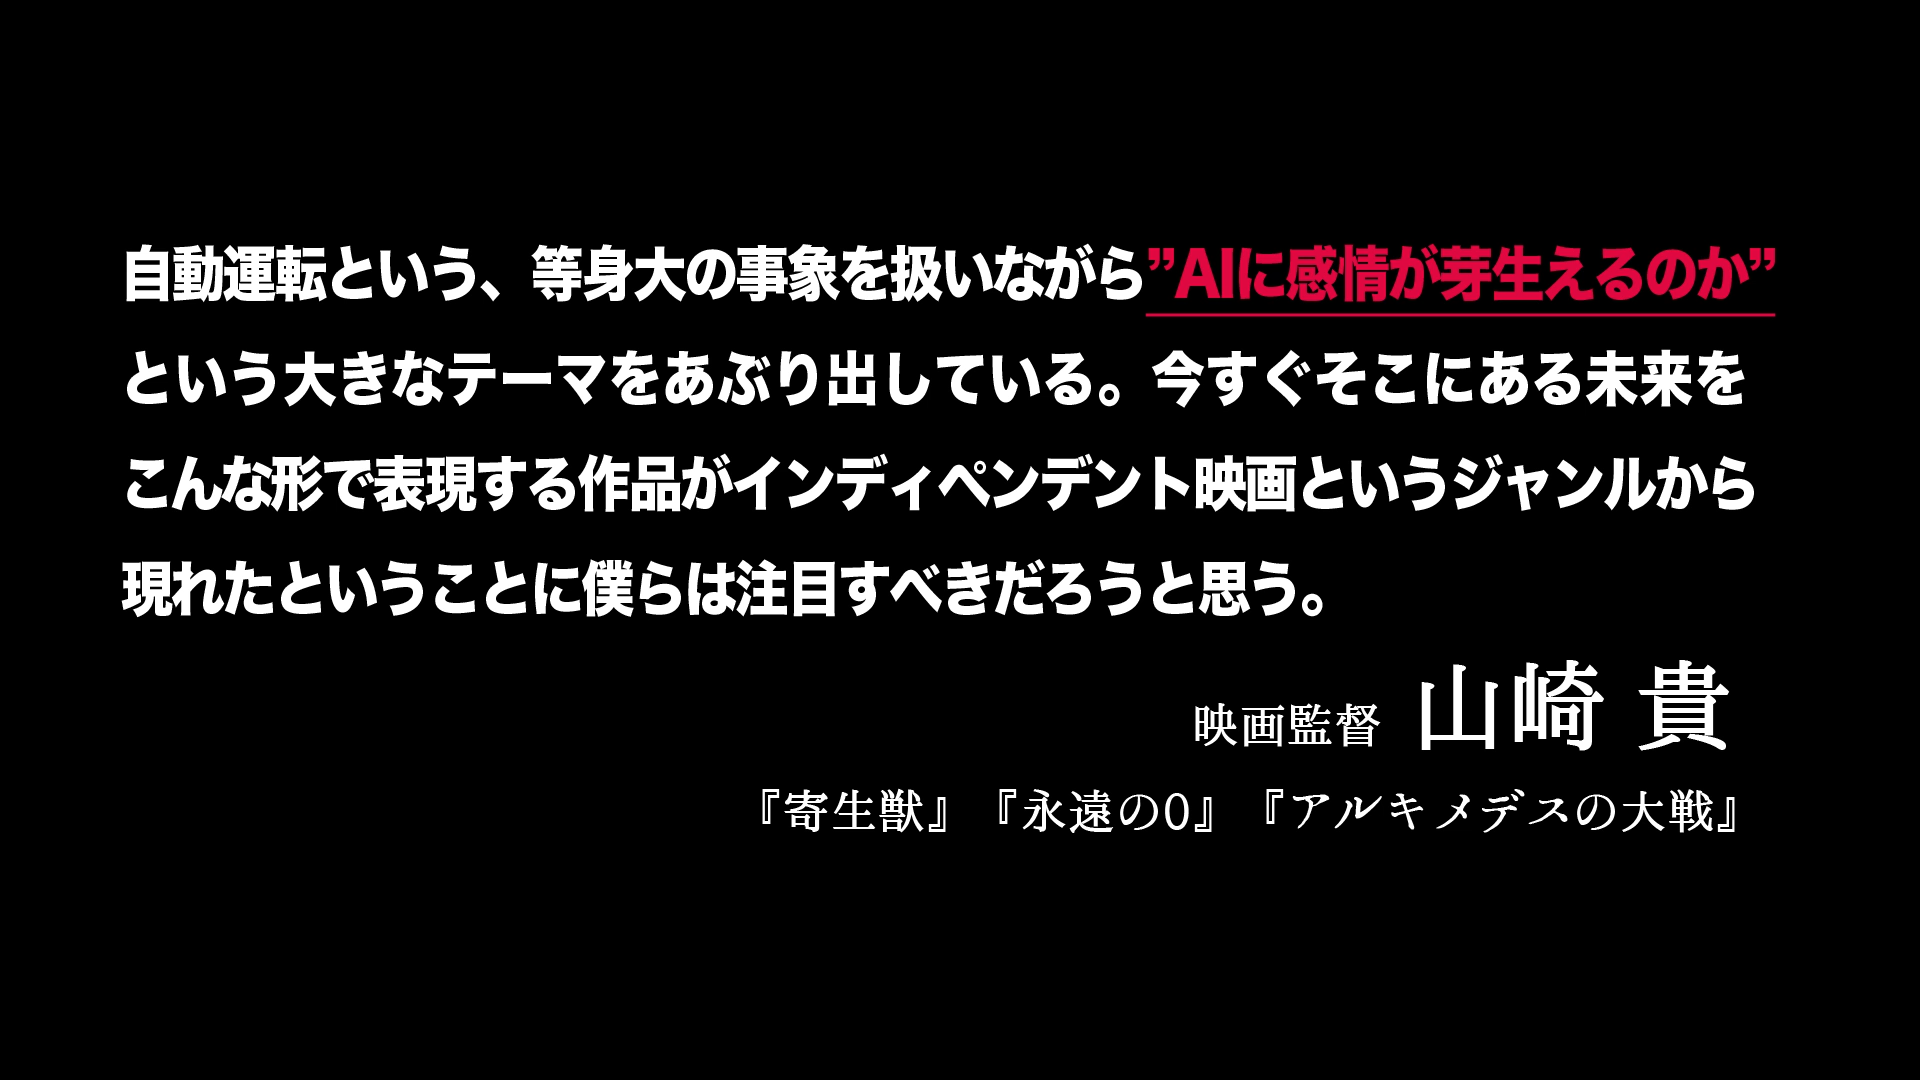 自動運転という、等身大の事象を扱いながら”AIに感情が芽生えるのか”
という大きなテーマをあぶり出している。今すぐそこにある未来を
こんな形で表現する作品がインディペンデント映画というジャンルから
現れたということに僕らは注目すべきだろうと思う。
映画監督 山崎 貴
『寄生獣』『永遠の0』『アルキメデスの大戦』